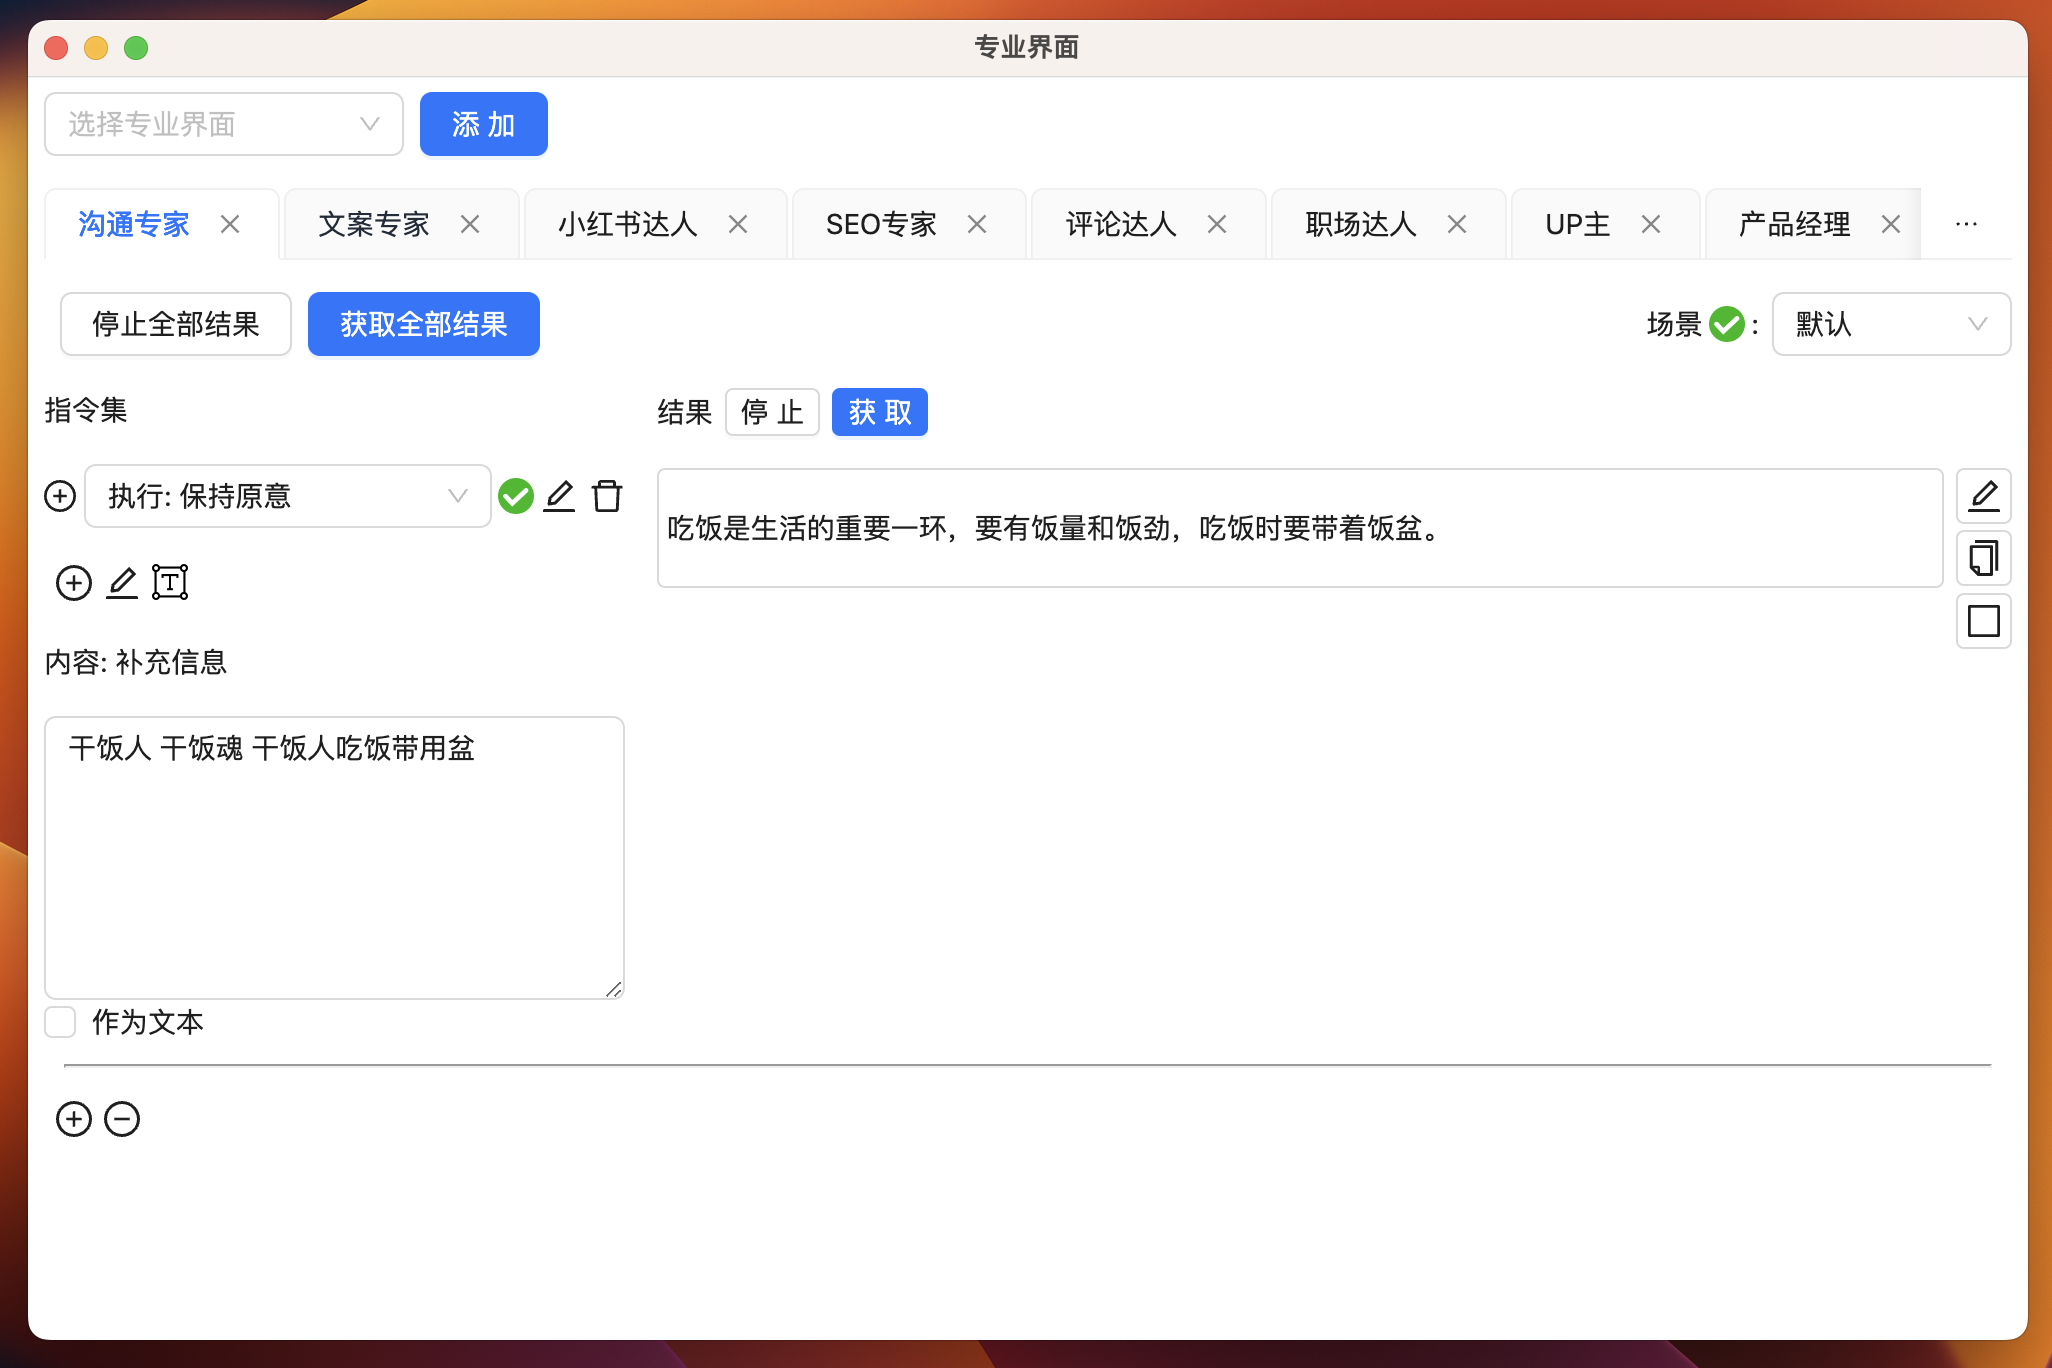 专业界面
选择专业界面 添 加
沟通专家 文案专家 小红书达人 SEO专家 评论达人 职场达人 UP主 产品经理 ···
停止全部结果 获取全部结果 场景 : 默认
指令集 结果 停 止 获 取
执行: 保持原意
吃饭是生活的重要一环，要有饭量和饭劲，吃饭时要带着饭盆。
T
内容: 补充信息
干饭人 干饭魂 干饭人吃饭带用盆
作为文本